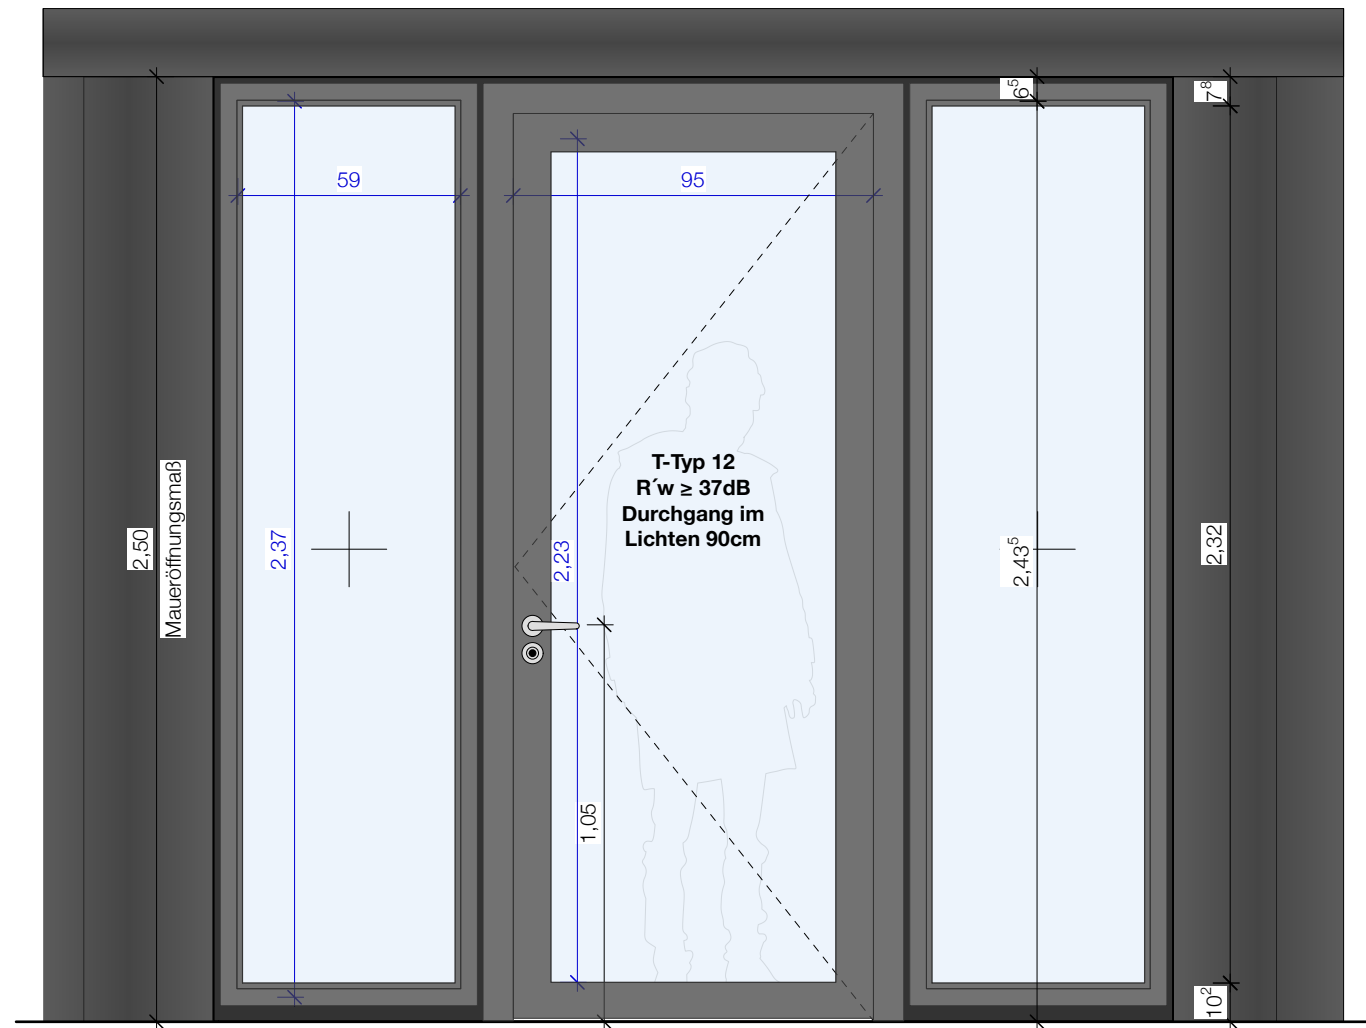 6⁵
7⁸
59
95
T-Typ 12
R´w ≥ 37dB
Durchgang im
Lichten 90cm
2,50
Maueröffnungsmaß
2,37
2,23
2,43⁵
2,32
1,05
10²